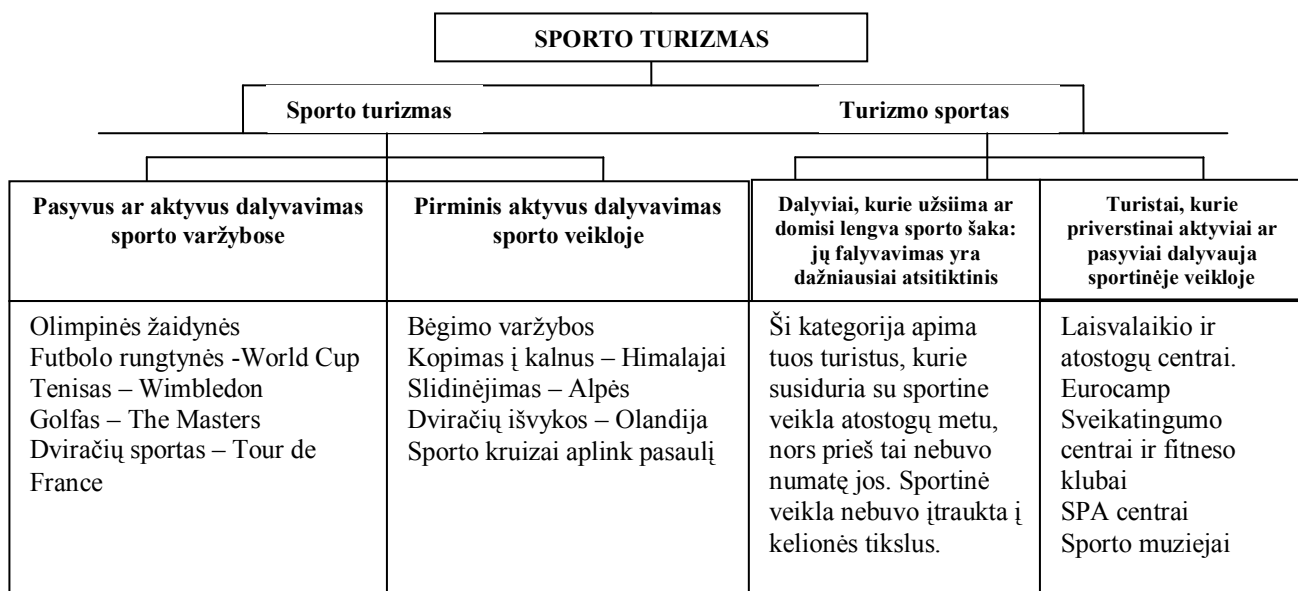 SPORTO TURIZMAS
Sporto turizmas
Turizmo sportas
Pasyvus ar aktyvus dalyvavimas
sporto varžybose
Pirminis aktyvus dalyvavimas
sporto veikloje
Dalyviai, kurie užsiima ar
domisi lengva sporto šaka:
jų falyvavimas yra
dažniausiai atsitiktinis
Turistai, kurie
priverstinai aktyviai ar
pasyviai dalyvauja
sportinėje veikloje
Olimpinės žaidynės
Futbolo rungtynės -World Cup
Tenisas – Wimbledon
Golfas – The Masters
Dviračių sportas – Tour de
France
Bėgimo varžybos
Kopimas į kalnus – Himalajai
Slidinėjimas – Alpės
Dviračių išvykos – Olandija
Sporto kruizai aplink pasaulį
Ši kategorija apima
tuos turistus, kurie
susiduria su sportine
veikla atostogų metu,
nors prieš tai nebuvo
numatę jos. Sportinė
veikla nebuvo įtraukta į
kelionės tikslus.
Laisvalaikio ir
atostogų centrai.
Eurocamp
Sveikatingumo
centrai ir fitneso
klubai
SPA centrai
Sporto muziejai